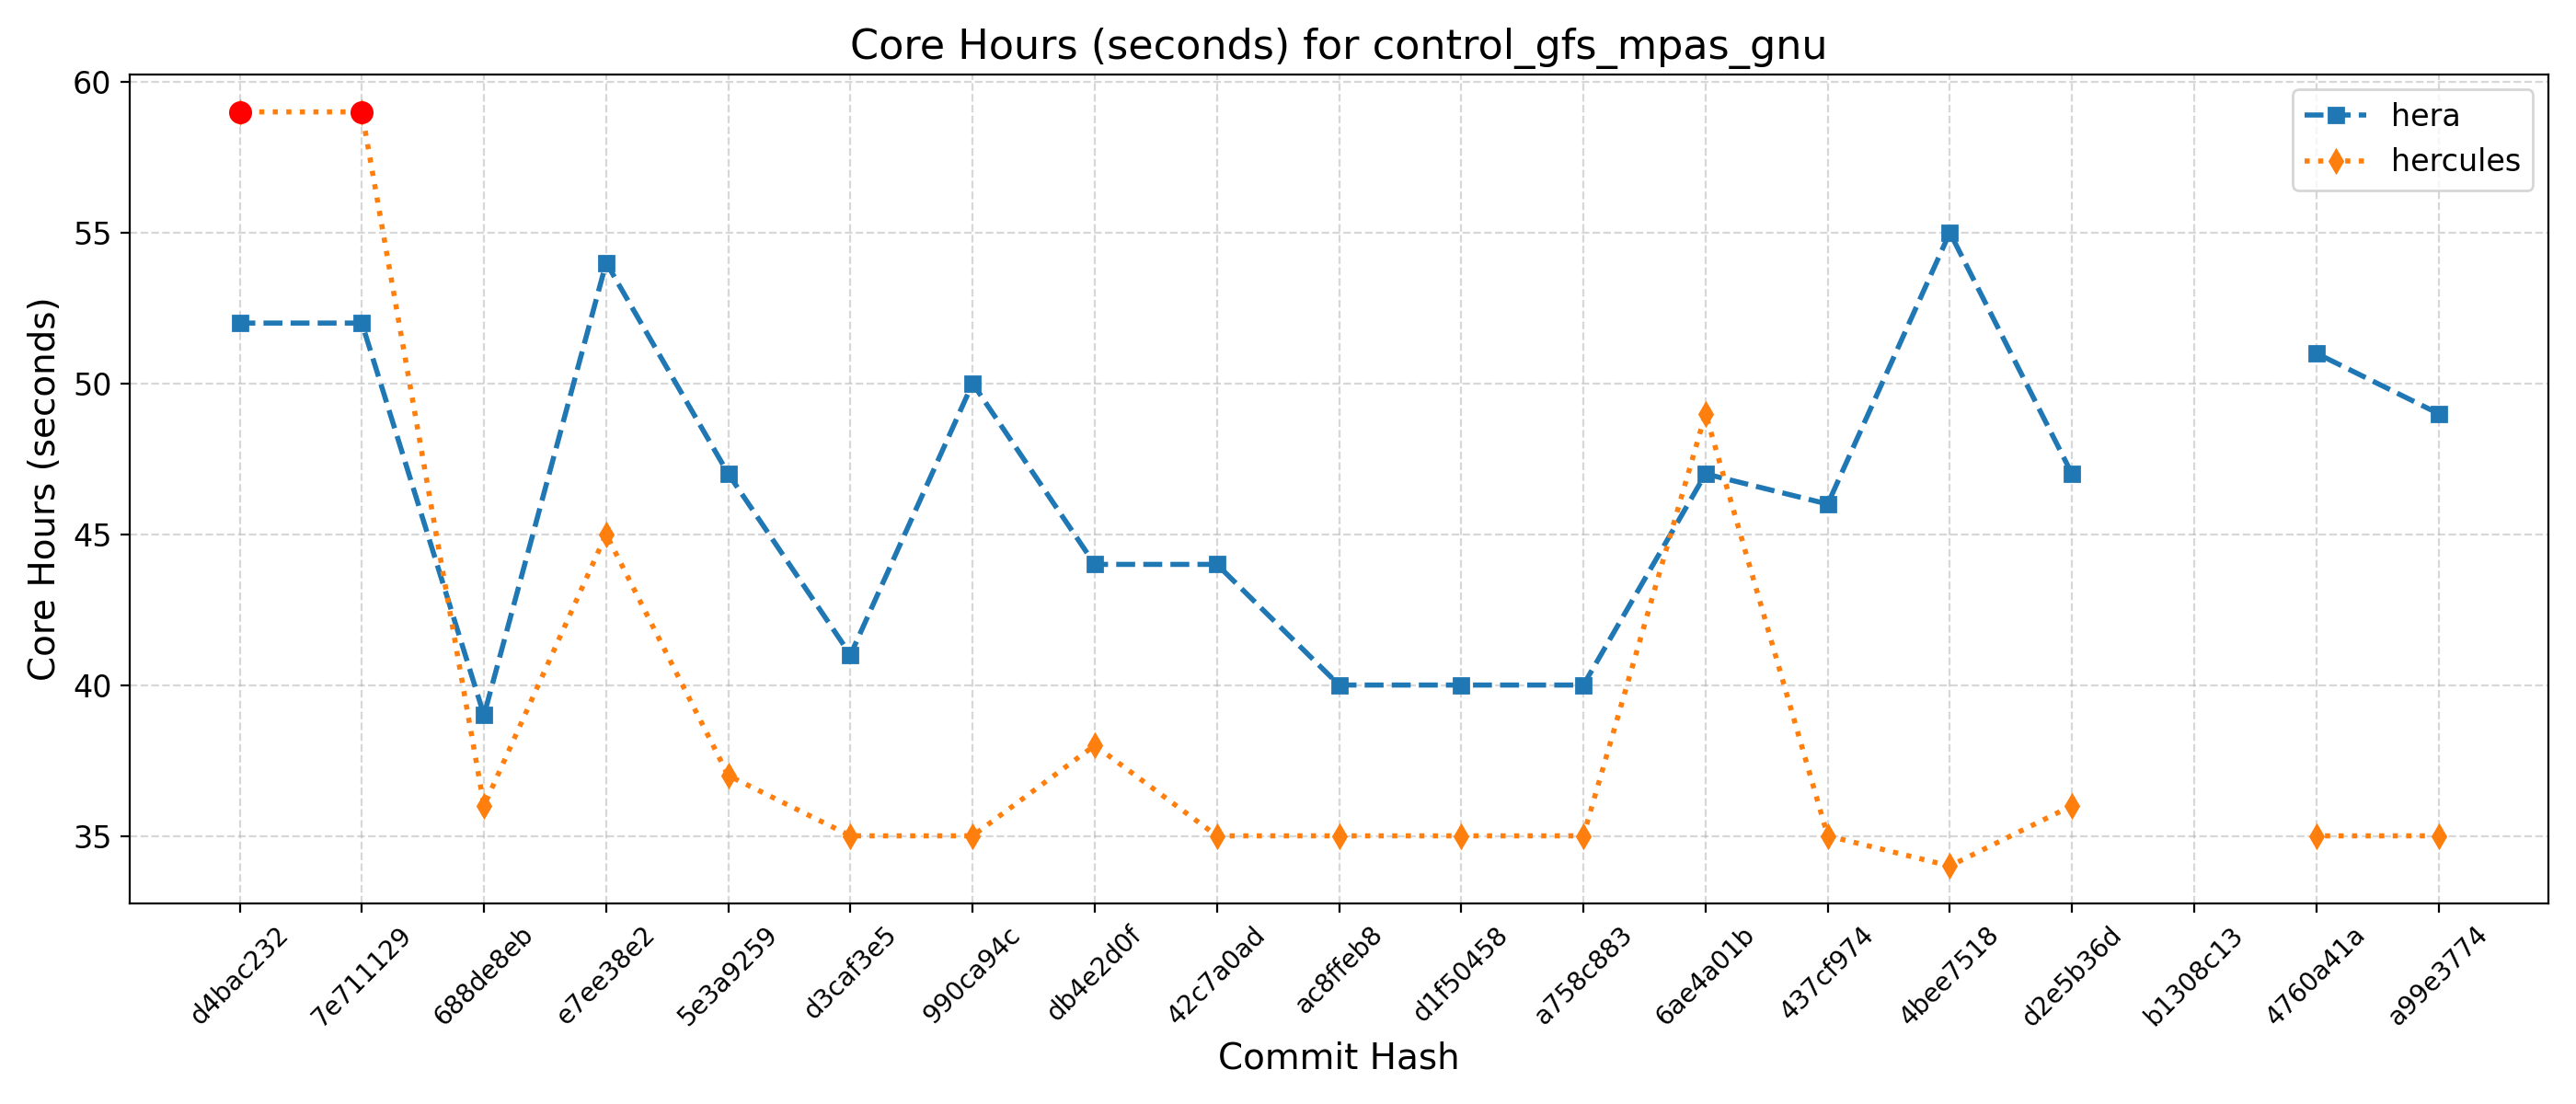 Core Hours (seconds) for control_gfs_mpas_gnu
hera
hercules
Core Hours (seconds)
60
55
50
45
40
35
d4bac232
7e711129
688de8eb
e7ee38e2
5e3a9259
d3caf3e5
990ca94c
db4e2d0f
42c7a0ad
ac8ffeb8
d1f50458
a758c883
6ae4a01b
437cf974
4bee7518
d2e5b36d
b1308c13
4760a41a
a99e3774
Commit Hash